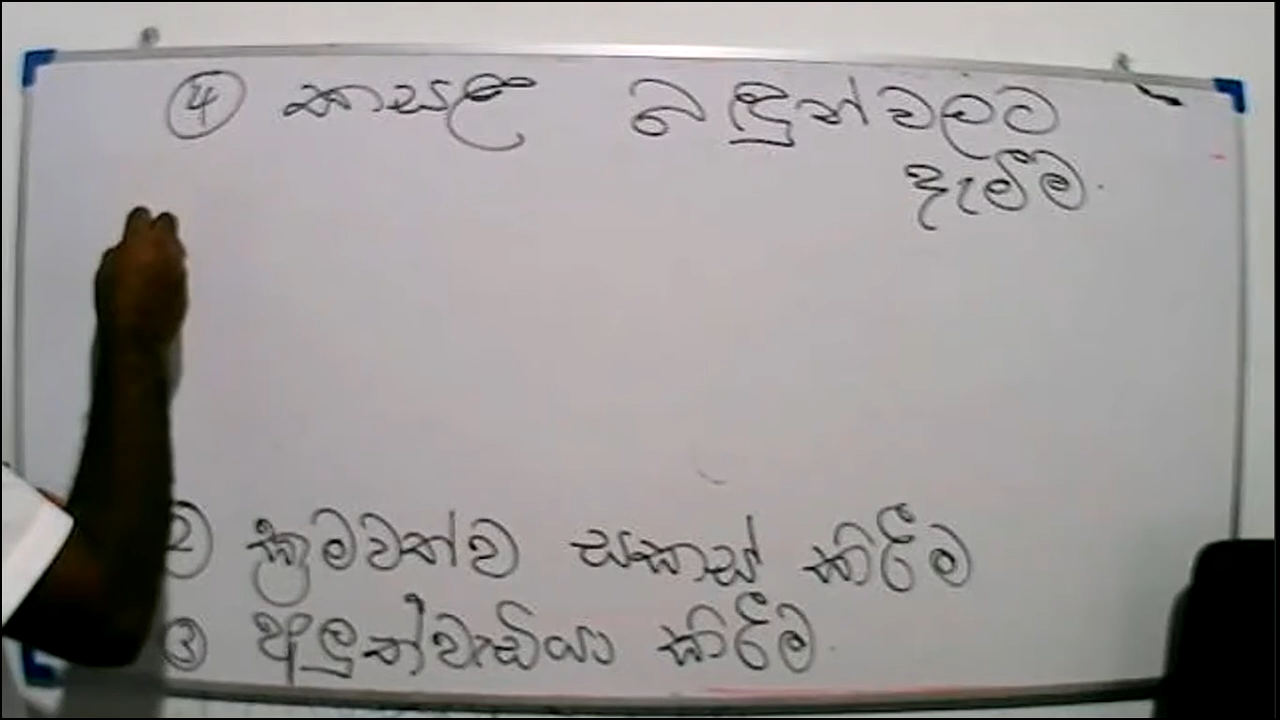 4 කසළ බඳුන්වලට
දැමීම.
2 ක්‍රමවත්ව සකස් කිරීම
3 අලුත්වැඩියා කිරීම.